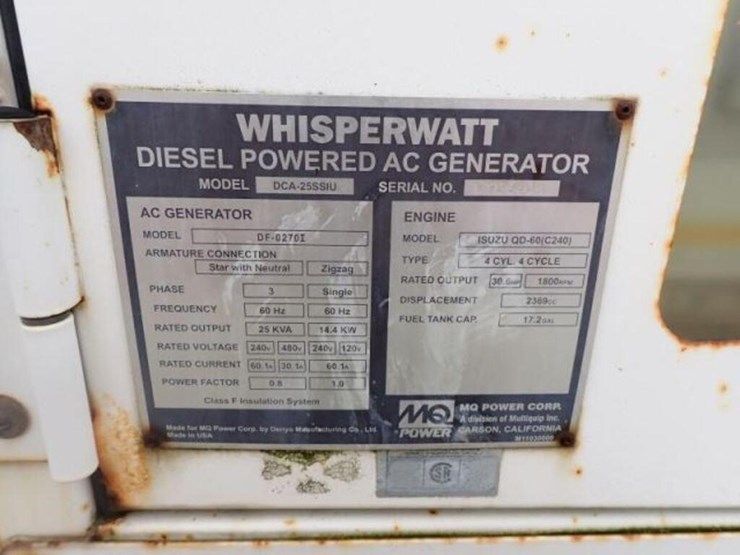 WHISPERWATT
DIESEL POWERED AC GENERATOR
MODEL DCA-25SSIU SERIAL NO.
AC GENERATOR
MODEL DF-0270I
ARMATURE CONNECTION
Star with Neutral Zigzag
PHASE 3 Single
FREQUENCY 60 Hz 60 Hz
RATED OUTPUT 25 KVA 14.4 KW
RATED VOLTAGE 240V 480V 240V 120V
RATED CURRENT 60.1A 30.1A 60.1A
POWER FACTOR 0.8 1.0
Class F Insulation System
ENGINE
MODEL ISUZU QD-60(C240)
TYPE 4 CYL. 4 CYCLE
RATED OUTPUT 30 1800RPM
DISPLACEMENT 2369CC
FUEL TANK CAP. 17.2GAL
Made for MQ Power Corp. by Denyo Manufacturing Co., Ltd.
Made in USA
MQ
POWER
MQ POWER CORP.
A division of Multiquip Inc.
CARSON, CALIFORNIA